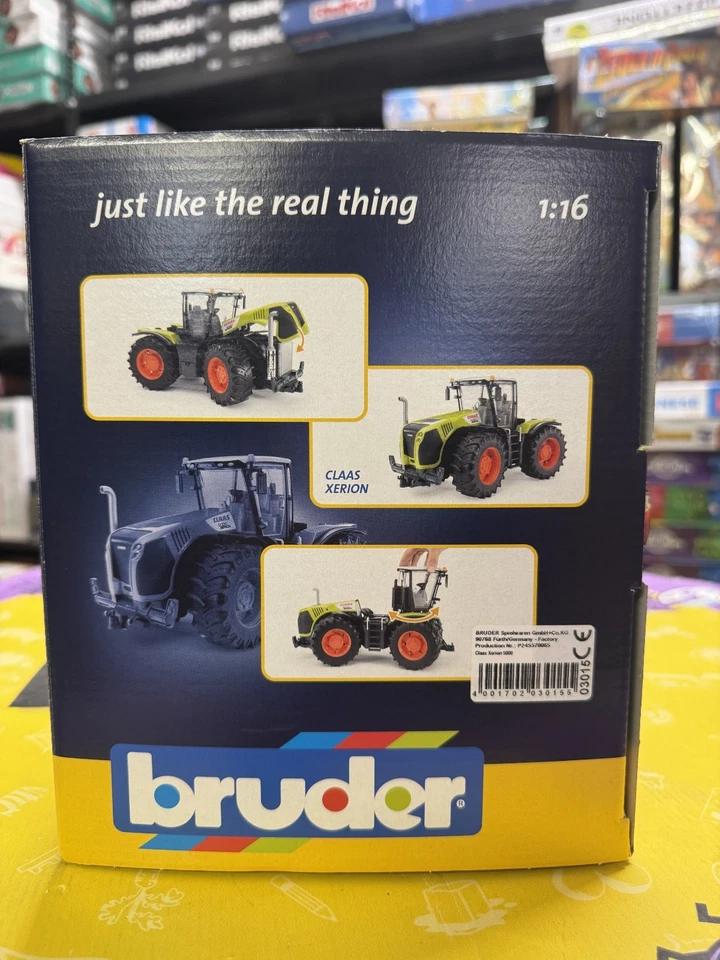 just like the real thing
1:16
CLAAS
XERION
CLAAS
BRUDER Spielwaren GmbH+Co.KG
90768 Fürth/Germany - Factory
Production No.: P245570065
Claas Xerion 5000
03015 CE
4 001702 030155
bruder®